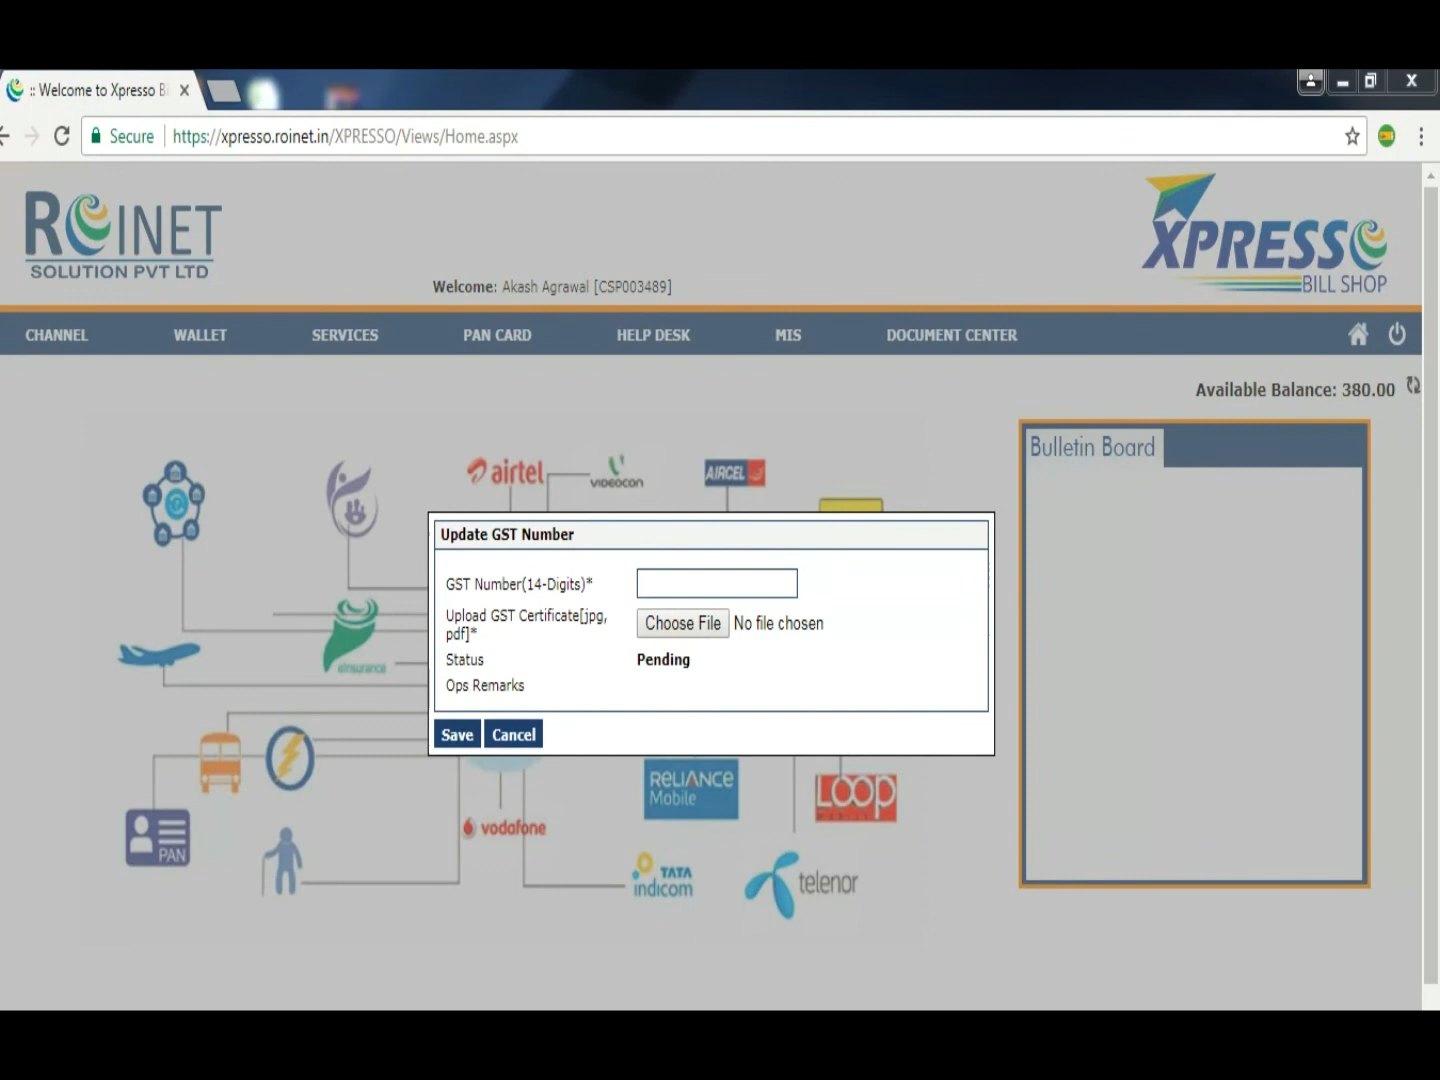 :: Welcome to Xpresso B
Secure https://xpresso.roinet.in/XPRESSO/Views/Home.aspx
ROINET
SOLUTION PVT LTD
XPRESSO
BILL SHOP
Welcome: Akash Agrawal [CSP003489]
CHANNEL WALLET SERVICES PAN CARD HELP DESK MIS DOCUMENT CENTER
Available Balance: 380.00
Bulletin Board
airtel
VIDEOCON
AIRCEL
Update GST Number
GST Number(14-Digits)*
Upload GST Certificate[jpg,
pdf]*
Choose File No file chosen
Status Pending
Ops Remarks
Save Cancel
eInsurance
RELIANCE
Mobile
LOOP
MOBILE
vodafone
PAN
TATA
indicom
telenor